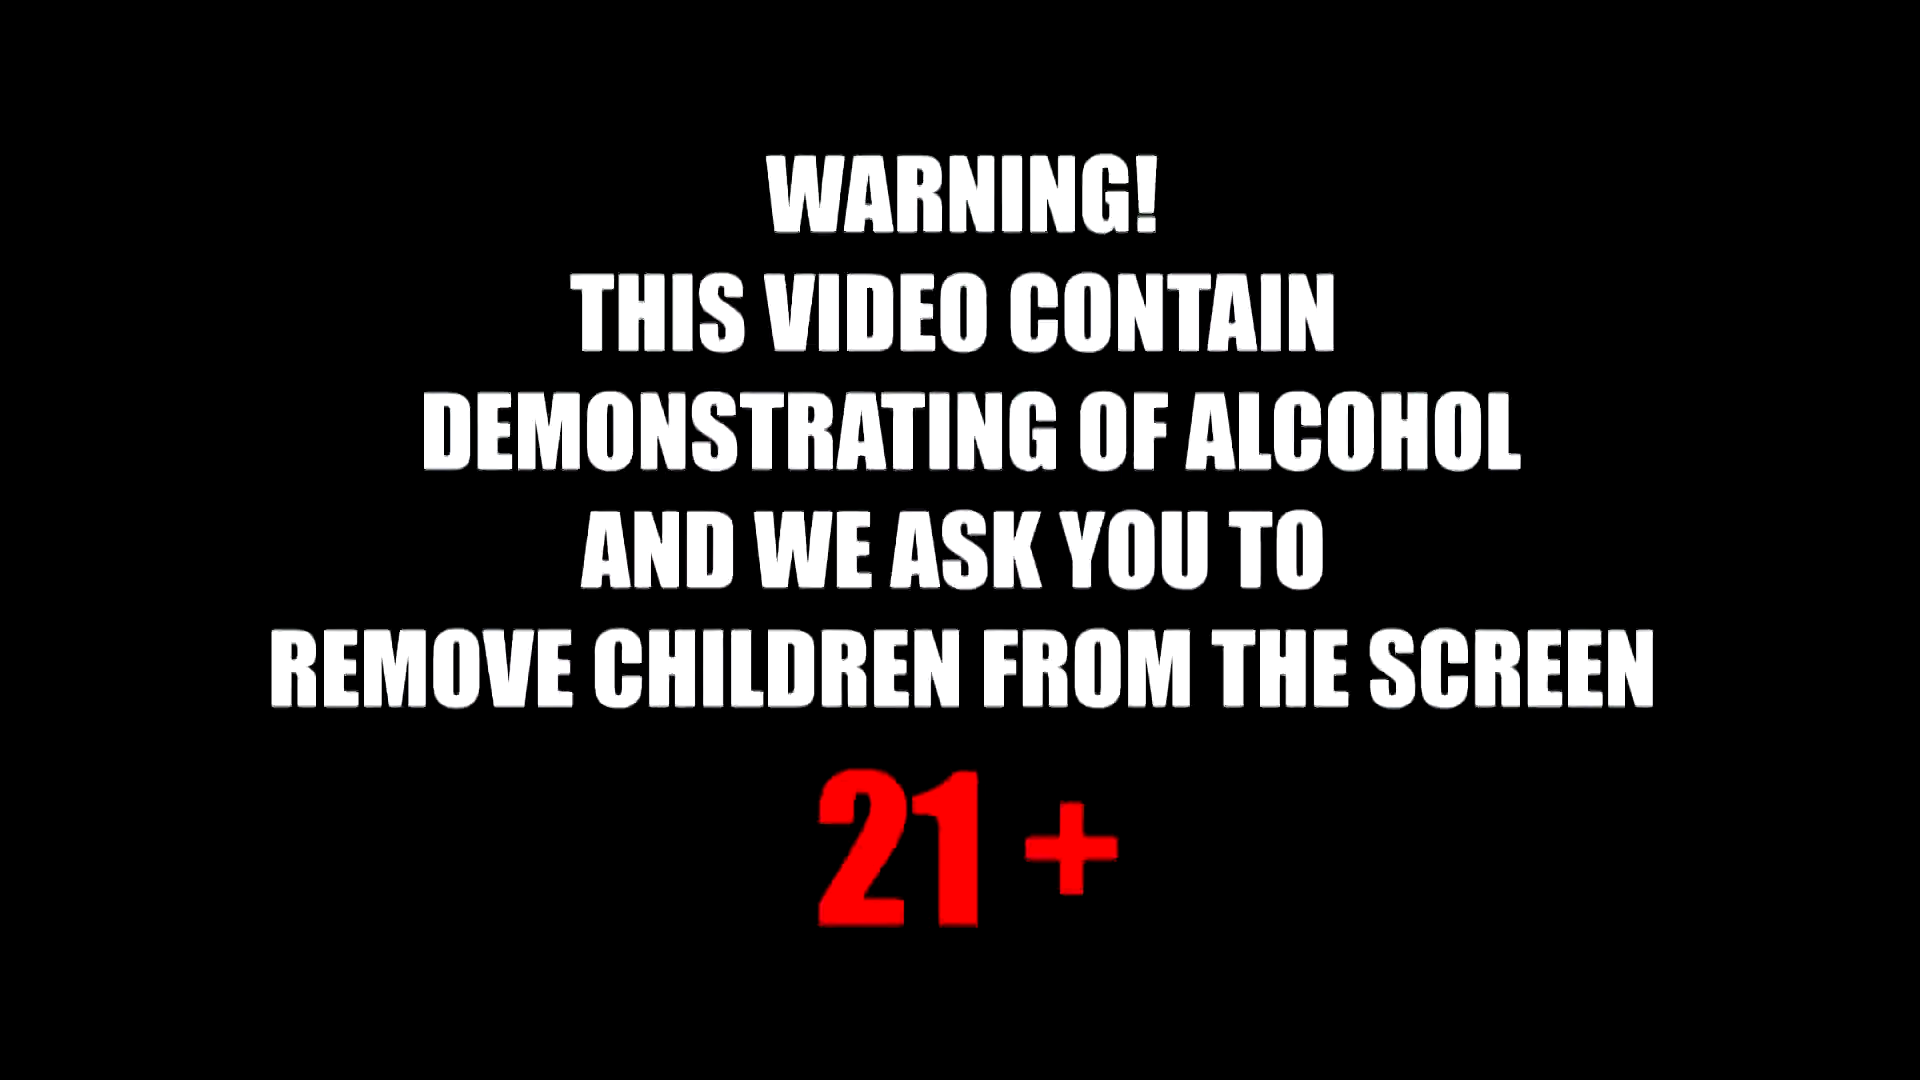 WARNING!
THIS VIDEO CONTAIN
DEMONSTRATING OF ALCOHOL
AND WE ASK YOU TO
REMOVE CHILDREN FROM THE SCREEN
21 +